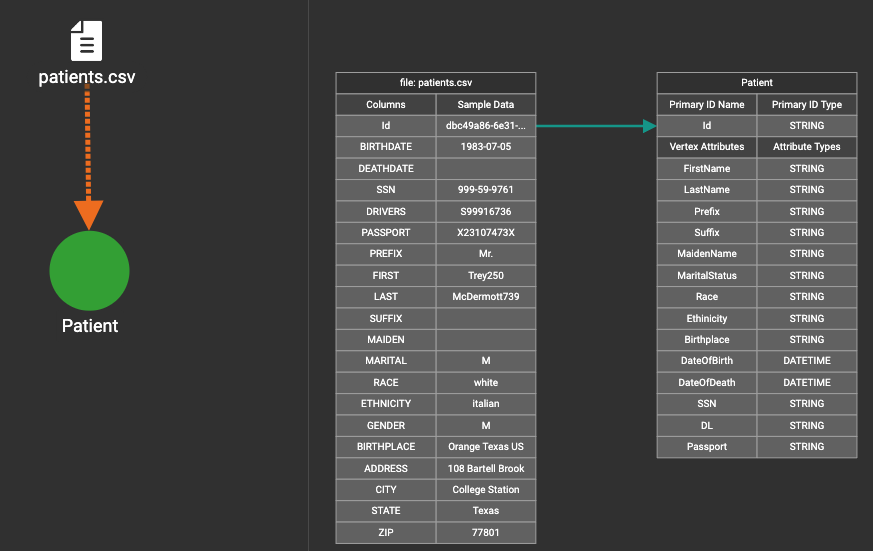 patients.csv
Patient
file: patients.csv
Columns Sample Data
Id dbc49a86-6e31-...
BIRTHDATE 1983-07-05
DEATHDATE
SSN 999-59-9761
DRIVERS S99916736
PASSPORT X23107473X
PREFIX Mr.
FIRST Trey250
LAST McDermott739
SUFFIX
MAIDEN
MARITAL M
RACE white
ETHNICITY italian
GENDER M
BIRTHPLACE Orange Texas US
ADDRESS 108 Bartell Brook
CITY College Station
STATE Texas
ZIP 77801
Patient
Primary ID Name Primary ID Type
Id STRING
Vertex Attributes Attribute Types
FirstName STRING
LastName STRING
Prefix STRING
Suffix STRING
MaidenName STRING
MaritalStatus STRING
Race STRING
Ethinicity STRING
Birthplace STRING
DateOfBirth DATETIME
DateOfDeath DATETIME
SSN STRING
DL STRING
Passport STRING